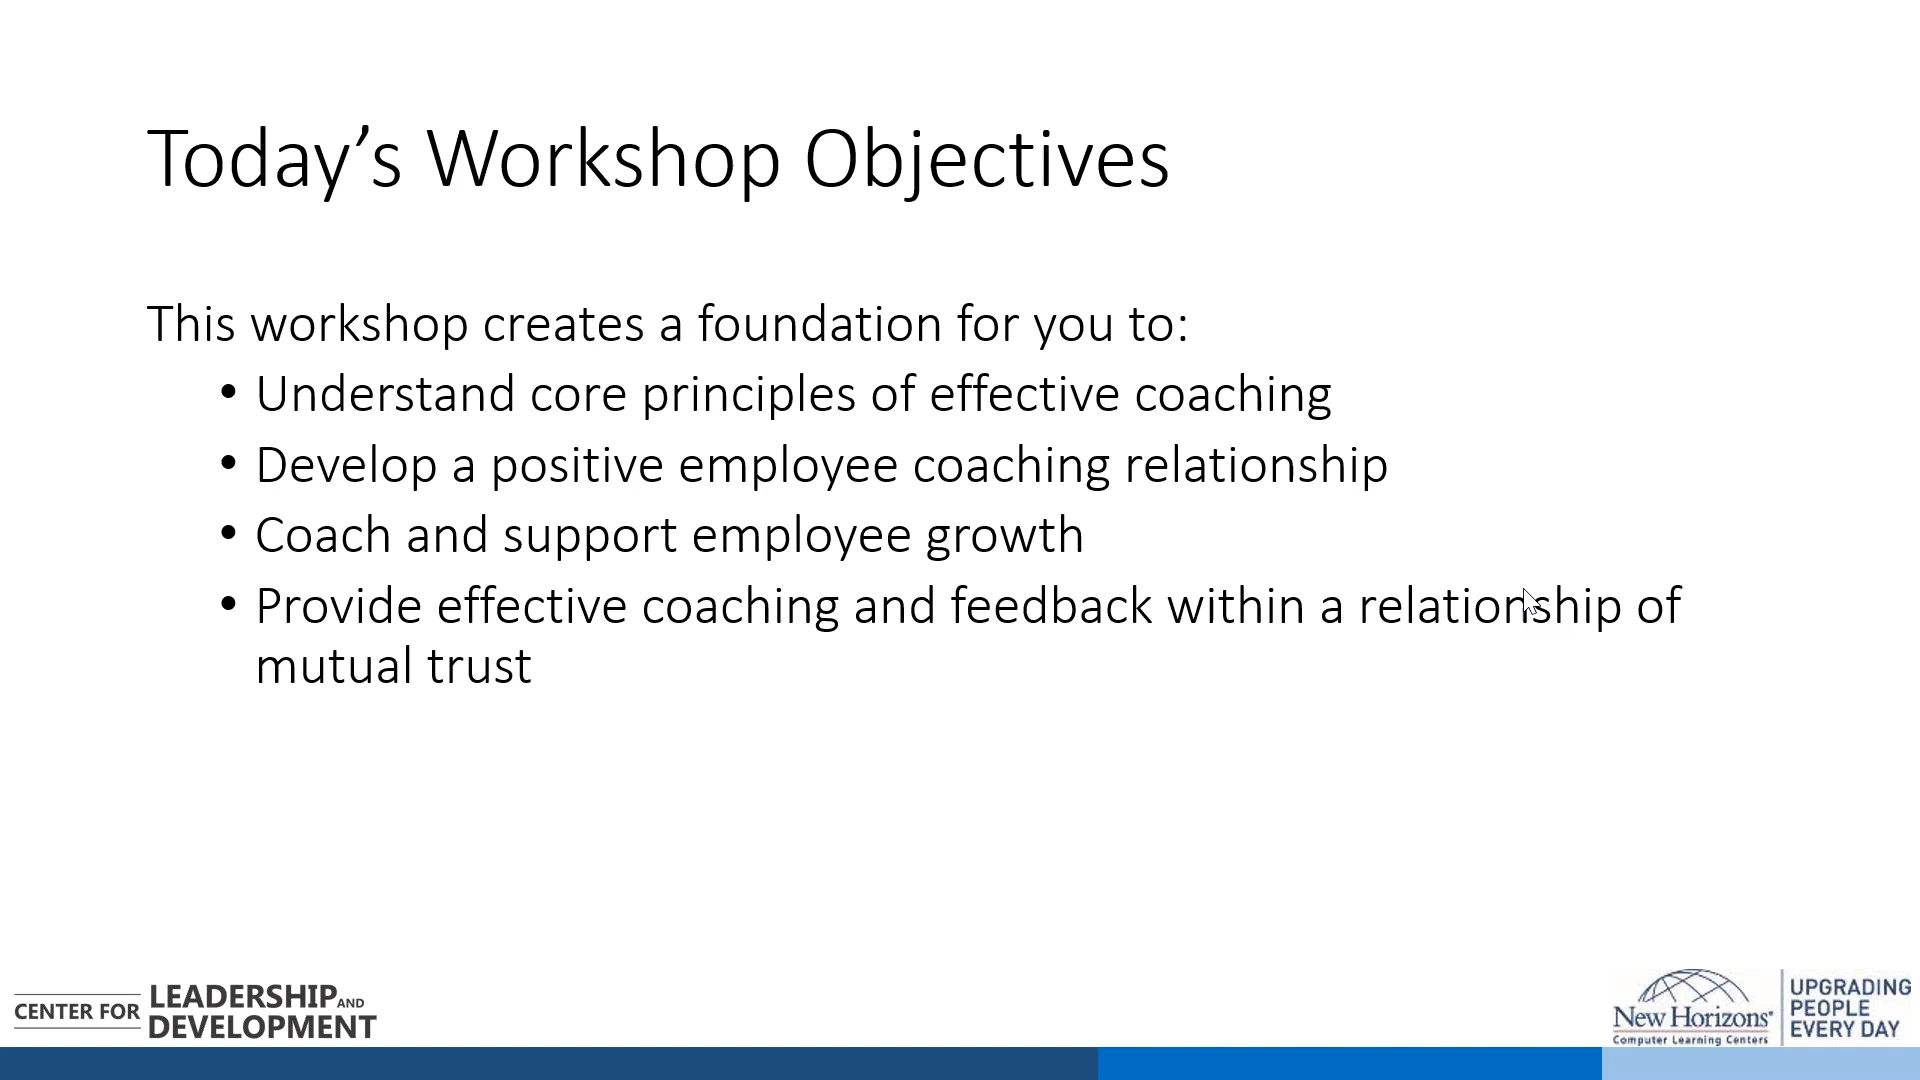 Today’s Workshop Objectives
This workshop creates a foundation for you to:
• Understand core principles of effective coaching
• Develop a positive employee coaching relationship
• Coach and support employee growth
• Provide effective coaching and feedback within a relationship of
mutual trust
CENTER FOR LEADERSHIP AND
DEVELOPMENT
New Horizons®
Computer Learning Centers
UPGRADING
PEOPLE
EVERY DAY